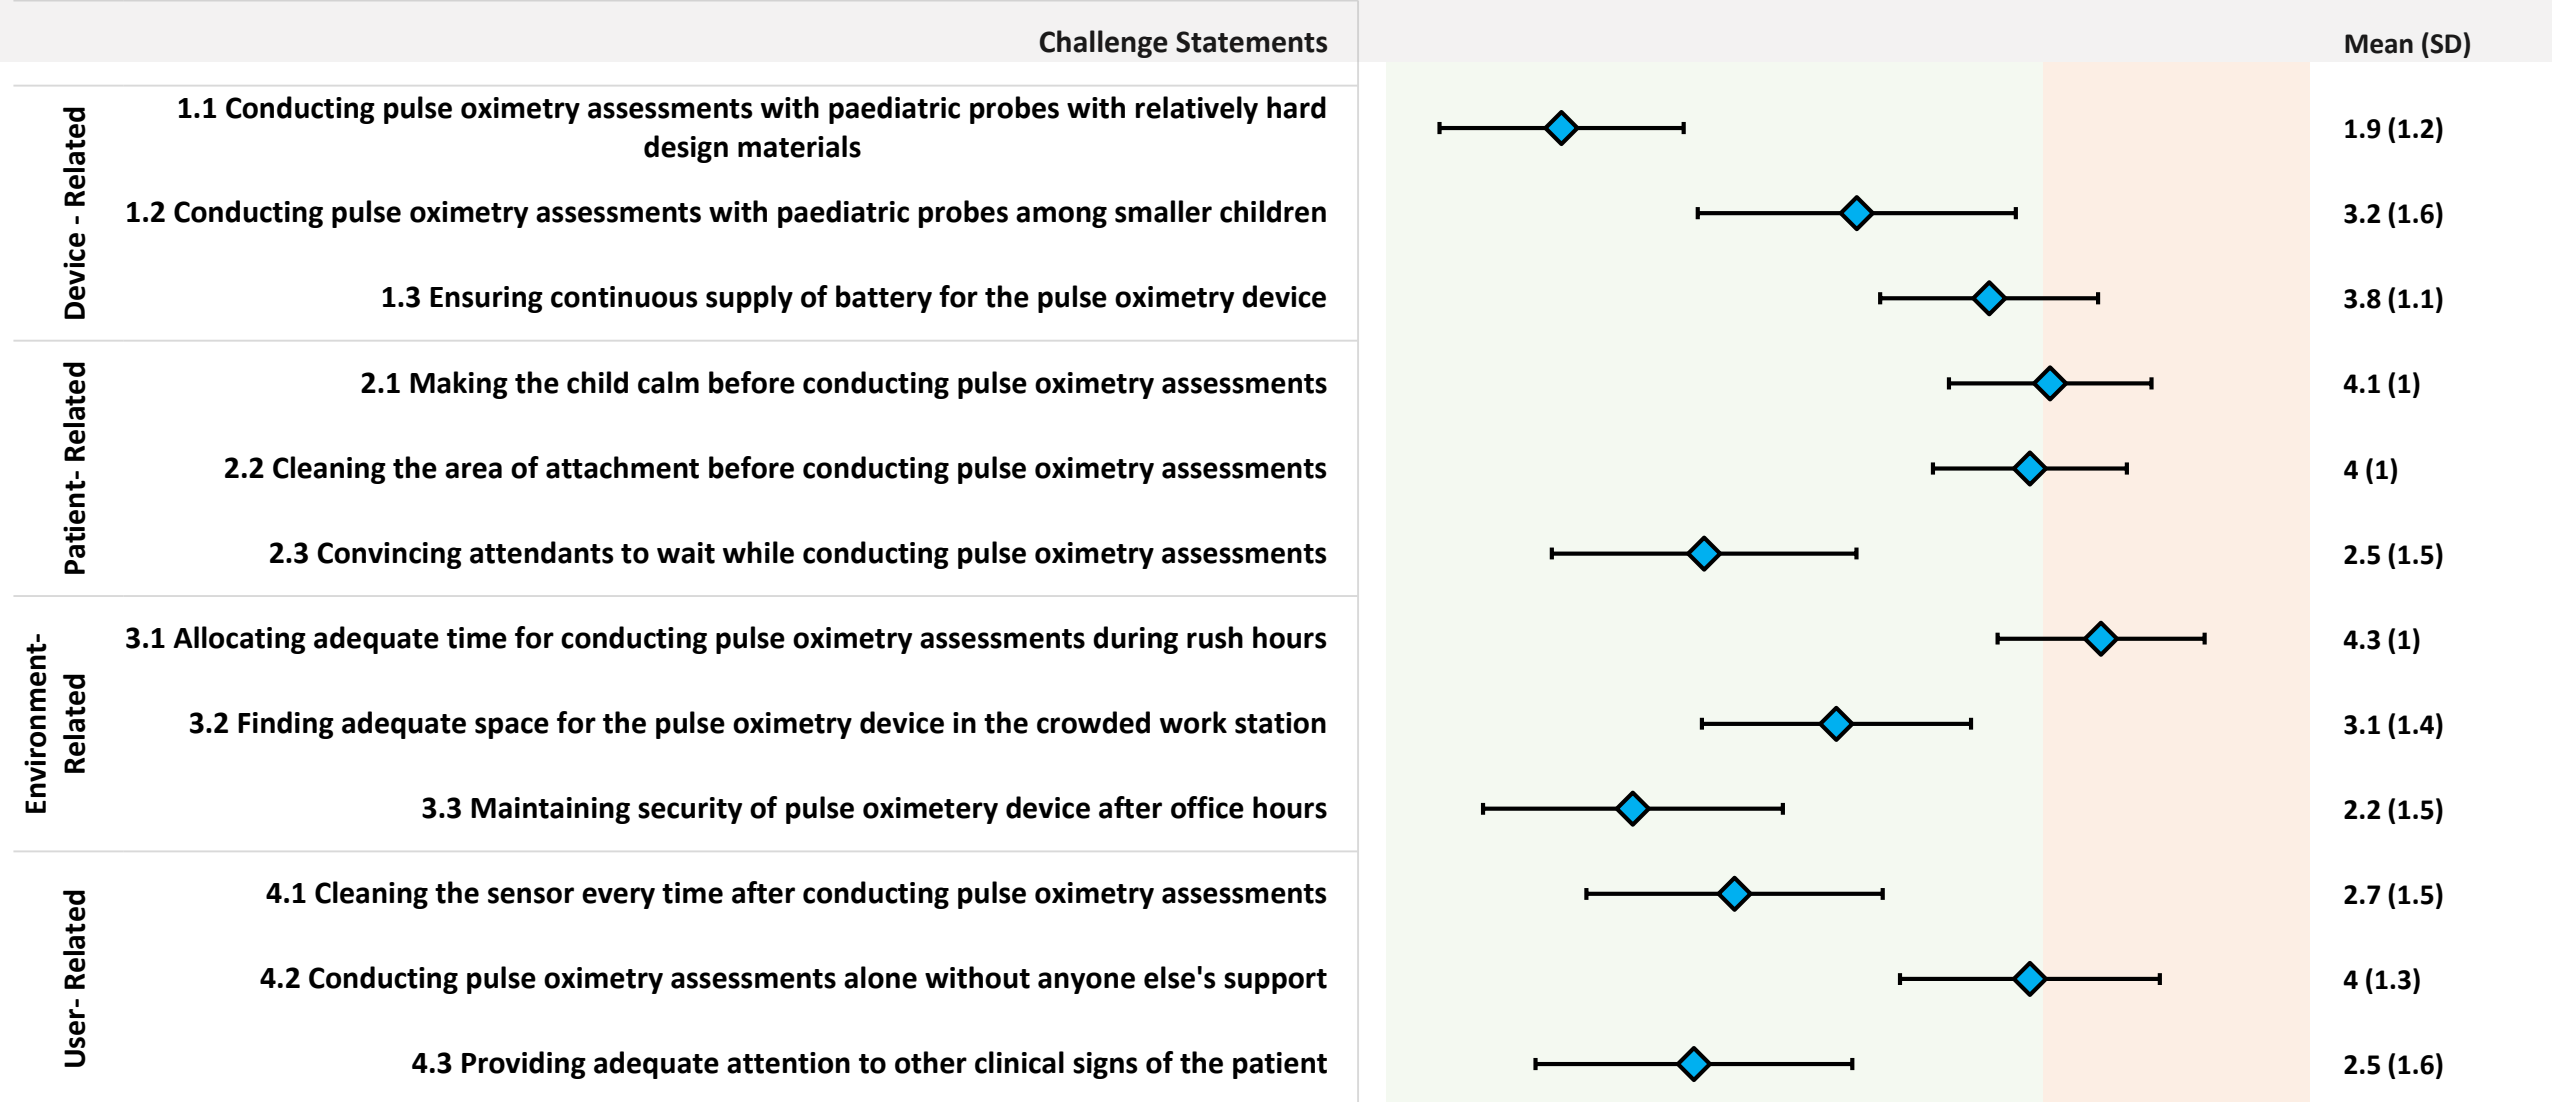 Challenge Statements
Mean (SD)
Device - Related
1.1 Conducting pulse oximetry assessments with paediatric probes with relatively hard
design materials
1.9 (1.2)
1.2 Conducting pulse oximetry assessments with paediatric probes among smaller children
3.2 (1.6)
1.3 Ensuring continuous supply of battery for the pulse oximetry device
3.8 (1.1)
Patient- Related
2.1 Making the child calm before conducting pulse oximetry assessments
4.1 (1)
2.2 Cleaning the area of attachment before conducting pulse oximetry assessments
4 (1)
2.3 Convincing attendants to wait while conducting pulse oximetry assessments
2.5 (1.5)
Environment-
Related
3.1 Allocating adequate time for conducting pulse oximetry assessments during rush hours
4.3 (1)
3.2 Finding adequate space for the pulse oximetry device in the crowded work station
3.1 (1.4)
3.3 Maintaining security of pulse oximetery device after office hours
2.2 (1.5)
User- Related
4.1 Cleaning the sensor every time after conducting pulse oximetry assessments
2.7 (1.5)
4.2 Conducting pulse oximetry assessments alone without anyone else's support
4 (1.3)
4.3 Providing adequate attention to other clinical signs of the patient
2.5 (1.6)